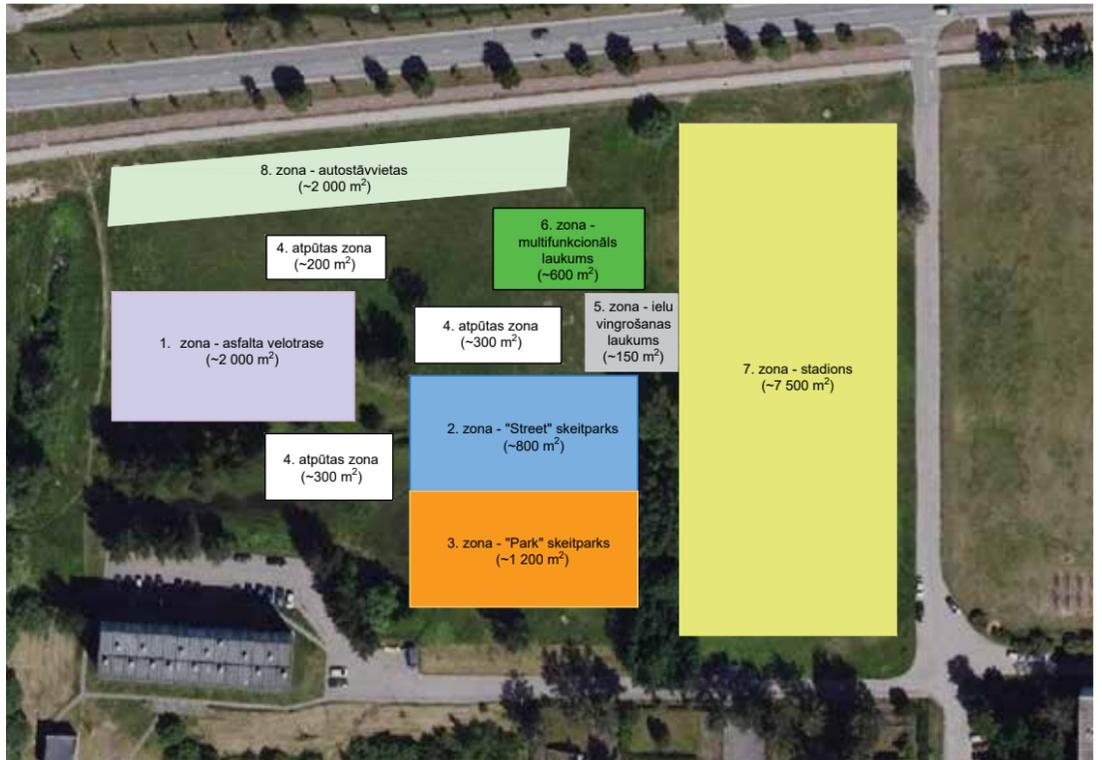 8. zona - autostāvvietas
(~2 000 m²)
6. zona -
multifunkcionāls
laukums
(~600 m²)
4. atpūtas zona
(~200 m²)
5. zona - ielu
vingrošanas
laukums
(~150 m²)
4. atpūtas zona
(~300 m²)
1. zona - asfalta velotrase
(~2 000 m²)
7. zona - stadions
(~7 500 m²)
2. zona - "Street" skeitparks
(~800 m²)
4. atpūtas zona
(~300 m²)
3. zona - "Park" skeitparks
(~1 200 m²)